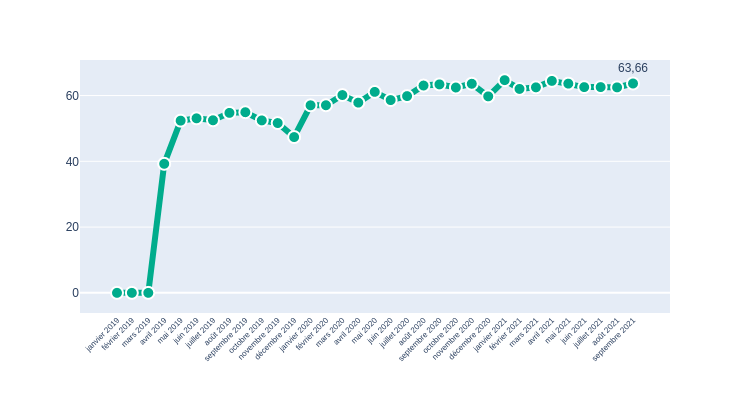 63,66
60
40
20
0
janvier 2019
février 2019
mars 2019
avril 2019
mai 2019
juin 2019
juillet 2019
août 2019
septembre 2019
octobre 2019
novembre 2019
décembre 2019
janvier 2020
février 2020
mars 2020
avril 2020
mai 2020
juin 2020
juillet 2020
août 2020
septembre 2020
octobre 2020
novembre 2020
décembre 2020
janvier 2021
février 2021
mars 2021
avril 2021
mai 2021
juin 2021
juillet 2021
août 2021
septembre 2021